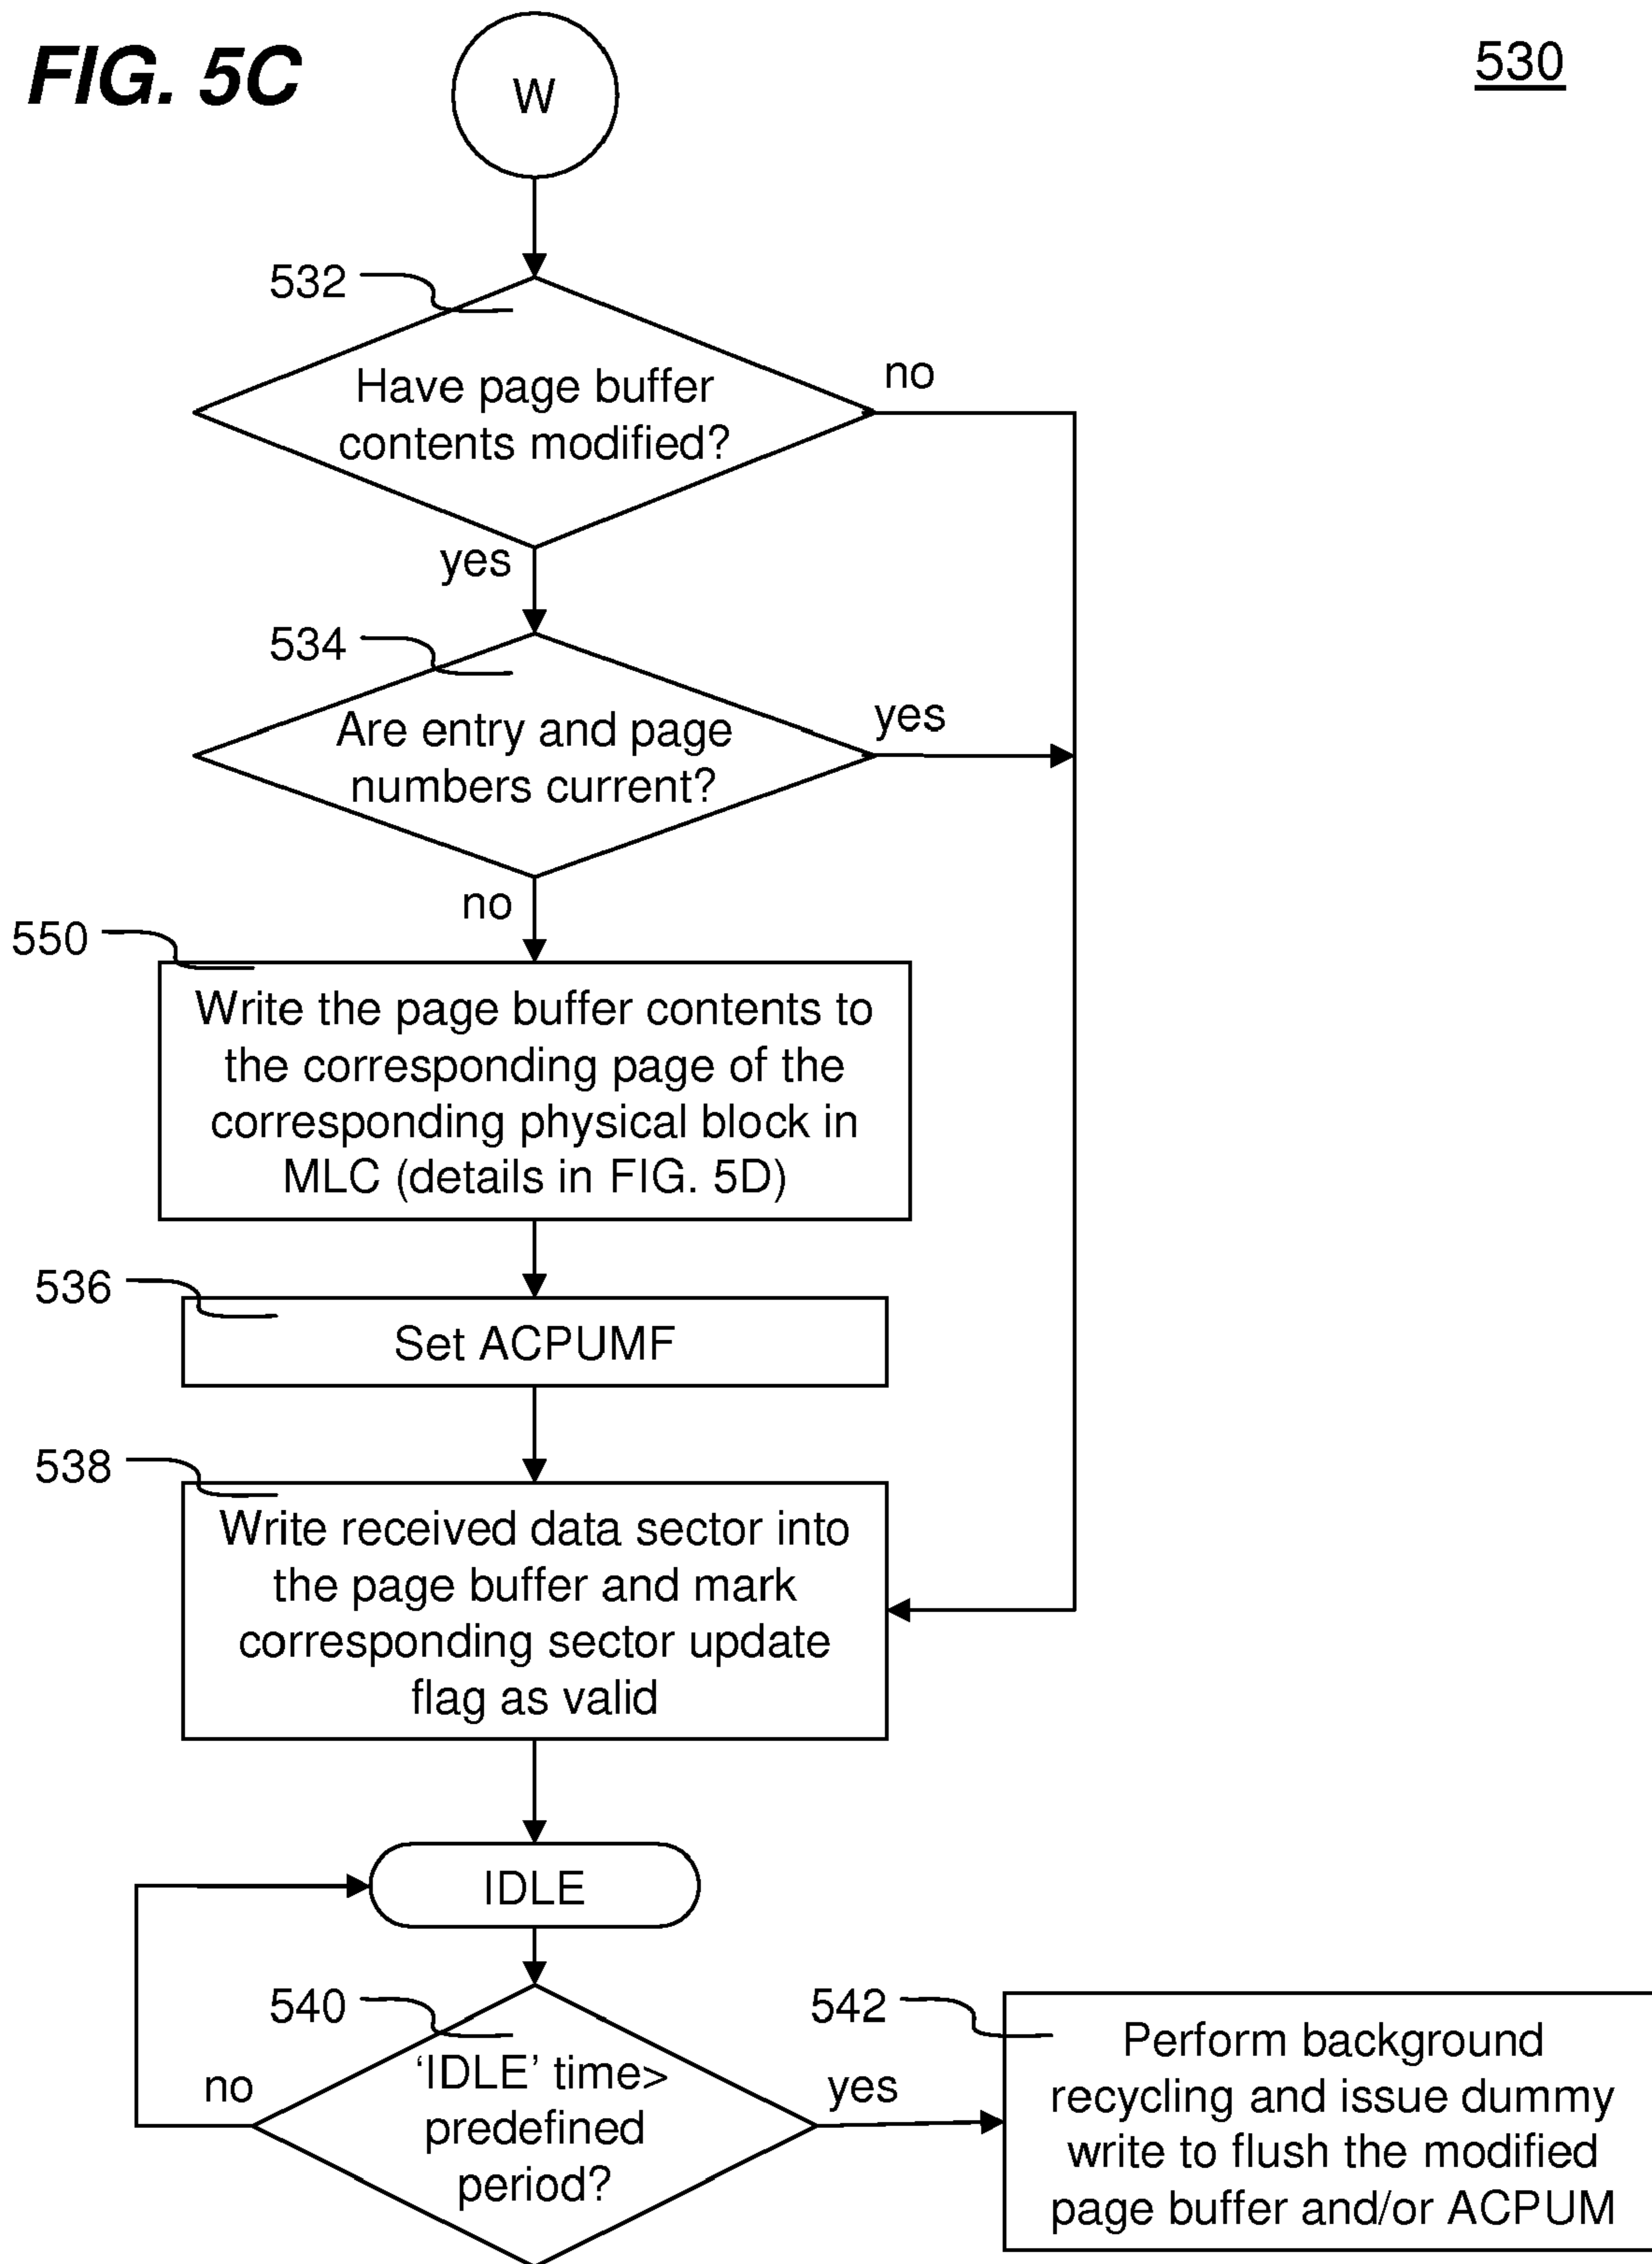 FIG. 5C
530
W
532
Have page buffer
contents modified?
no
yes
534
Are entry and page
numbers current?
yes
no
550
Write the page buffer contents to
the corresponding page of the
corresponding physical block in
MLC (details in FIG. 5D)
536
Set ACPUMF
538
Write received data sector into
the page buffer and mark
corresponding sector update
flag as valid
IDLE
540
‘IDLE’ time>
predefined
period?
no
yes
542
Perform background
recycling and issue dummy
write to flush the modified
page buffer and/or ACPUM